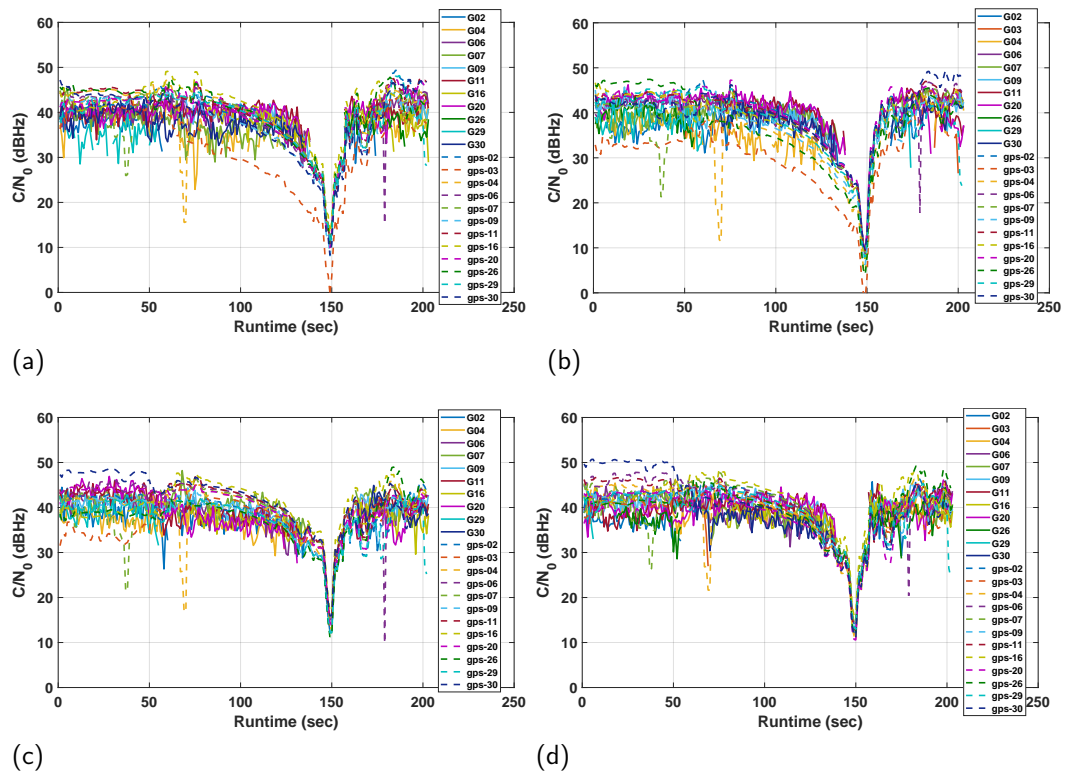 60
50
40
30
20
10
0
C/N0 (dBHz)
0 50 100 150 200 250
Runtime (sec)
G02
G04
G06
G07
G09
G11
G16
G20
G26
G29
G30
gps-02
gps-03
gps-04
gps-06
gps-07
gps-09
gps-11
gps-16
gps-20
gps-26
gps-29
gps-30
(a)
60
50
40
30
20
10
0
C/N0 (dBHz)
0 50 100 150 200 250
Runtime (sec)
G02
G03
G04
G06
G07
G09
G11
G20
G26
G29
G30
gps-02
gps-03
gps-04
gps-06
gps-07
gps-09
gps-11
gps-16
gps-20
gps-26
gps-29
gps-30
(b)
60
50
40
30
20
10
0
C/N0 (dBHz)
0 50 100 150 200 250
Runtime (sec)
G02
G04
G06
G07
G09
G11
G16
G20
G29
G30
gps-02
gps-03
gps-04
gps-06
gps-07
gps-09
gps-11
gps-16
gps-20
gps-26
gps-29
gps-30
(c)
60
50
40
30
20
10
0
C/N0 (dBHz)
0 50 100 150 200 250
Runtime (sec)
G02
G03
G04
G06
G07
G09
G11
G16
G20
G26
G29
G30
gps-02
gps-03
gps-04
gps-06
gps-07
gps-09
gps-11
gps-16
gps-20
gps-26
gps-29
gps-30
(d)